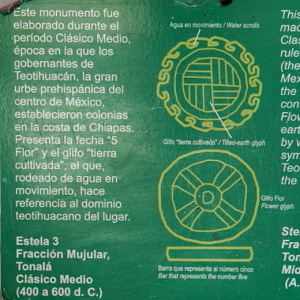 Este monumento fue
elaborado durante el
período Clásico Medio,
época en la que los
gobernantes de
Teotihuacán, la gran
urbe prehispánica del
centro de México,
establecieron colonias
en la costa de Chiapas.
Presenta la fecha "5
Flor" y el glifo "tierra
cultivada", el que,
rodeado de agua en
movimiento, hace
referencia al dominio
teotihuacano del lugar.
Estela 3
Fracción Mujular,
Tonalá
Clásico Medio
(400 a 600 d. C.)
Agua en movimiento / Water scrolls
Glifo "tierra cultivada" / Tilled-earth glyph
Glifo Flor
Flower glyph
Barra que representa al número cinco
Bar that represents the number five
This
mad
Clas
rule
(the
Mex
the
con
Flow
eart
by w
sym
Teo
the
Ste
Fra
Ton
Mid
(A.